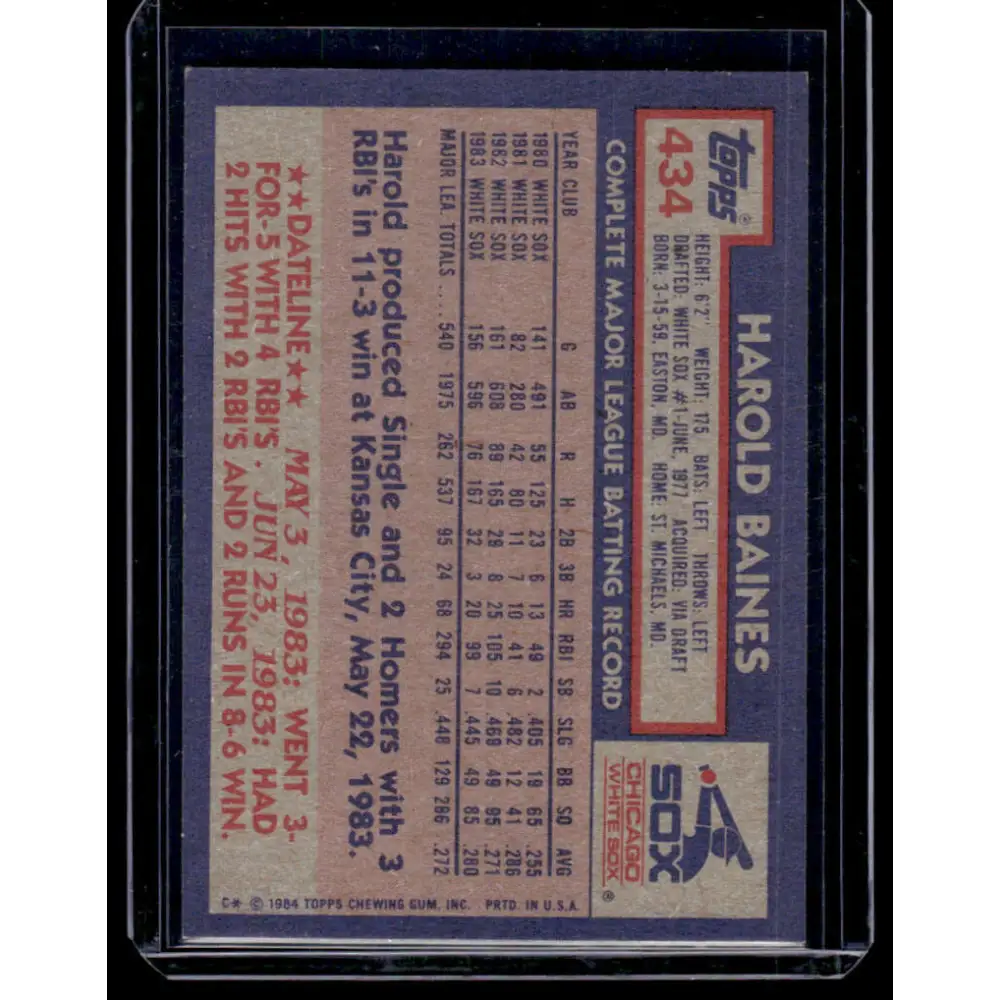 topps®
434
HAROLD BAINES
HEIGHT: 6'2" WEIGHT: 175 BATS: LEFT THROWS: LEFT
DRAFTED: WHITE SOX #1-JUNE, 1977 ACQUIRED: VIA DRAFT
BORN: 3-15-59, EASTON, MD. HOME: ST. MICHAELS, MD.
SOX
CHICAGO
WHITE SOX ®
COMPLETE MAJOR LEAGUE BATTING RECORD
YEAR CLUB G AB R H 2B 3B HR RBI SB SLG BB SO AVG
1980 WHITE SOX 141 491 55 125 23 6 13 49 2 .405 19 65 .255
1981 WHITE SOX 82 280 42 80 11 7 10 41 6 .482 12 41 .286
1982 WHITE SOX 161 608 89 165 28 8 25 105 10 .469 49 95 .271
1983 WHITE SOX 156 596 76 167 32 3 20 99 7 .445 49 85 .280
MAJOR LEA. TOTALS .... 540 1975 262 537 95 24 68 294 25 .448 129 286 .272
Harold produced Single and 2 Homers with 3
RBI's in 11-3 win at Kansas City, May 22, 1983.
★★DATELINE★★ MAY 3, 1983: WENT 3-
FOR-5 WITH 4 RBI'S. JUN 23, 1983: HAD
2 HITS WITH 2 RBI'S AND 2 RUNS IN 8-6 WIN.
C* © 1984 TOPPS CHEWING GUM, INC. PRTD. IN U.S.A.